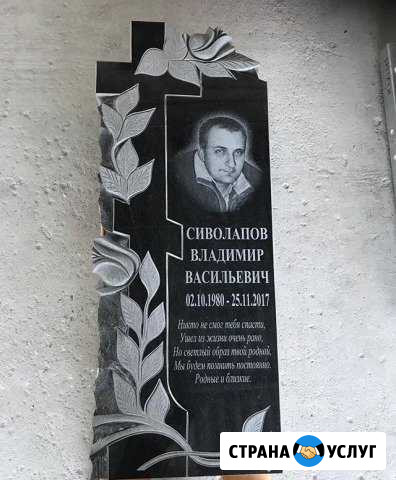 СИВОЛАПОВ
ВЛАДИМИР
ВАСИЛЬЕВИЧ
02.10.1980 - 25.11.2017
Никто не смог тебя спасти,
Ушел из жизни очень рано,
Но светлый образ твой родной,
Мы будем помнить постоянно.
Родные и близкие.
СТРАНА УСЛУГ